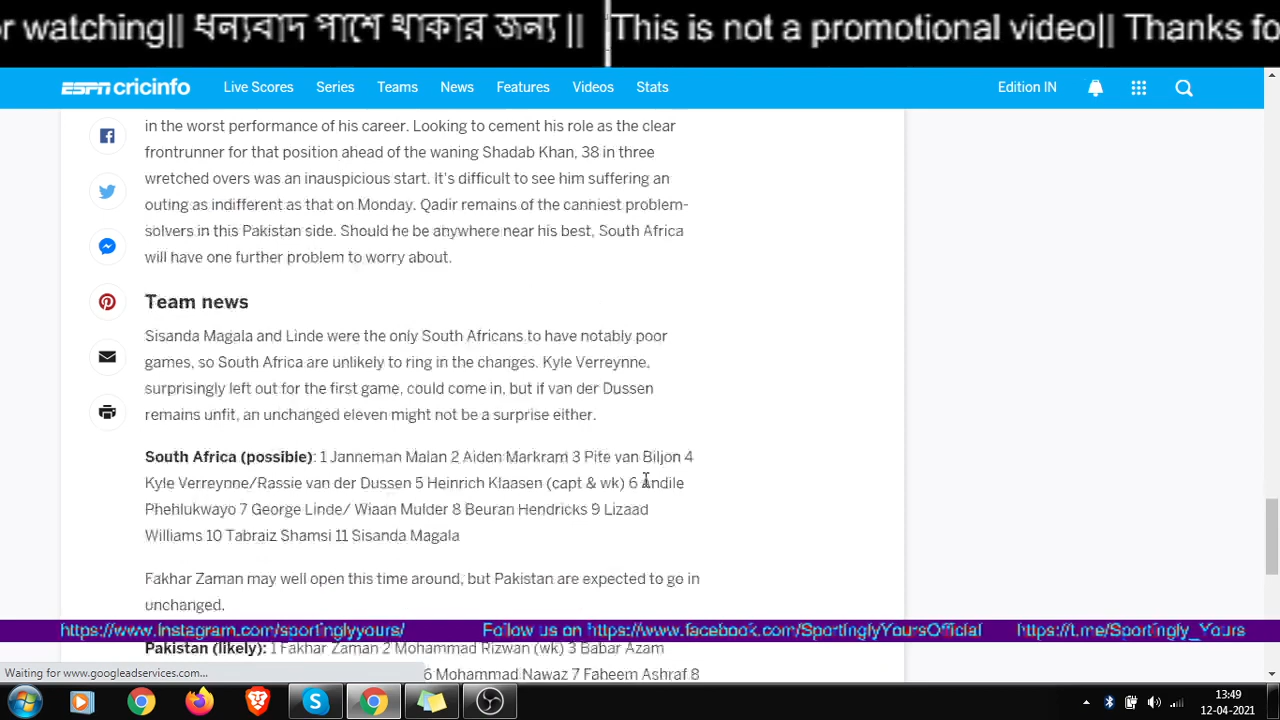 or watching|| ধন্যবাদ পাশে থাকার জন্য || This is not a promotional video|| Thanks fo
ESPN cricinfo Live Scores Series Teams News Features Videos Stats Edition IN
in the worst performance of his career. Looking to cement his role as the clear
frontrunner for that position ahead of the waning Shadab Khan, 38 in three
wretched overs was an inauspicious start. It's difficult to see him suffering an
outing as indifferent as that on Monday. Qadir remains of the canniest problem-
solvers in this Pakistan side. Should he be anywhere near his best, South Africa
will have one further problem to worry about.
Team news
Sisanda Magala and Linde were the only South Africans to have notably poor
games, so South Africa are unlikely to ring in the changes. Kyle Verreynne,
surprisingly left out for the first game, could come in, but if van der Dussen
remains unfit, an unchanged eleven might not be a surprise either.
South Africa (possible): 1 Janneman Malan 2 Aiden Markram 3 Pite van Biljon 4
Kyle Verreynne/Rassie van der Dussen 5 Heinrich Klaasen (capt & wk) 6 Andile
Phehlukwayo 7 George Linde/ Wiaan Mulder 8 Beuran Hendricks 9 Lizaad
Williams 10 Tabraiz Shamsi 11 Sisanda Magala
Fakhar Zaman may well open this time around, but Pakistan are expected to go in
unchanged.
https://www.instagram.com/sportinglyyours/ Follow us on https://www.facebook.com/SportinglyYoursOfficial https://t.me/Sportingly_Yours
Pakistan (likely): 1 Fakhar Zaman 2 Mohammad Rizwan (wk) 3 Babar Azam
6 Mohammad Nawaz 7 Faheem Ashraf 8
Waiting for www.googleadservices.com...
13:49
12-04-2021